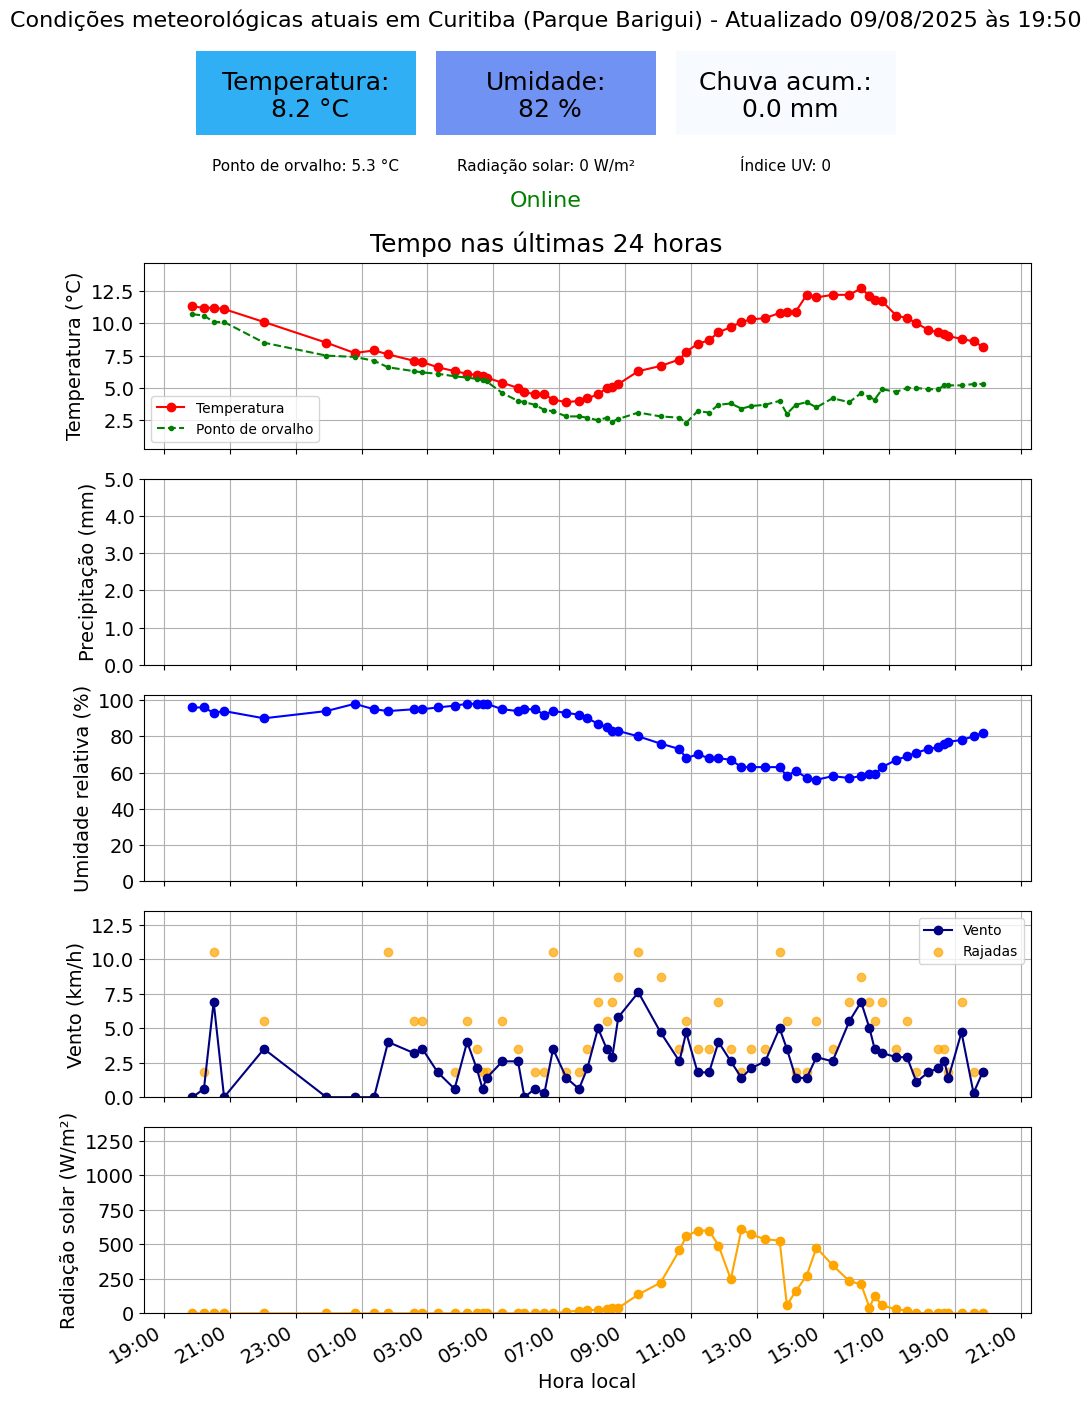 Condições meteorológicas atuais em Curitiba (Parque Barigui) - Atualizado 09/08/2025 às 19:50
Temperatura:
8.2 °C
Umidade:
82 %
Chuva acum.:
0.0 mm
Ponto de orvalho: 5.3 °C
Radiação solar: 0 W/m²
Índice UV: 0
Online
Tempo nas últimas 24 horas
Temperatura (°C)
12.5
10.0
7.5
5.0
2.5
Temperatura
Ponto de orvalho
Precipitação (mm)
5.0
4.0
3.0
2.0
1.0
0.0
Umidade relativa (%)
100
80
60
40
20
0
Vento (km/h)
12.5
10.0
7.5
5.0
2.5
0.0
Vento
Rajadas
Radiação solar (W/m²)
1250
1000
750
500
250
0
19:00
21:00
23:00
01:00
03:00
05:00
07:00
09:00
11:00
13:00
15:00
17:00
19:00
21:00
Hora local